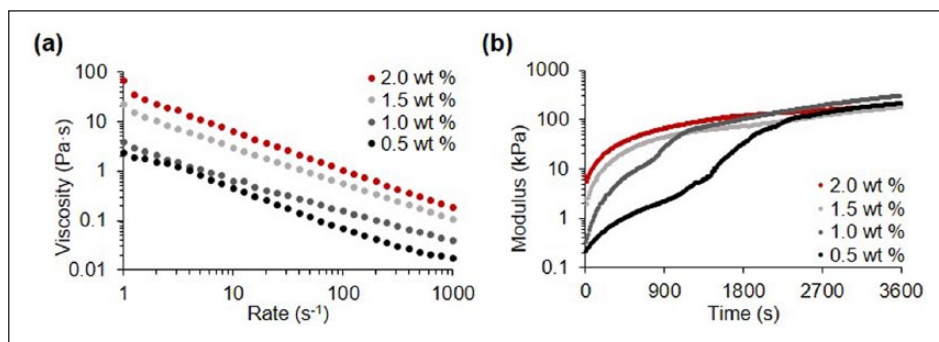 (a)
100
10
1
0.1
0.01
Viscosity (Pa·s)
2.0 wt %
1.5 wt %
1.0 wt %
0.5 wt %
1 10 100 1000
Rate (s⁻¹)
(b)
1000
100
10
1
0.1
Modulus (kPa)
2.0 wt %
1.5 wt %
1.0 wt %
0.5 wt %
0 900 1800 2700 3600
Time (s)